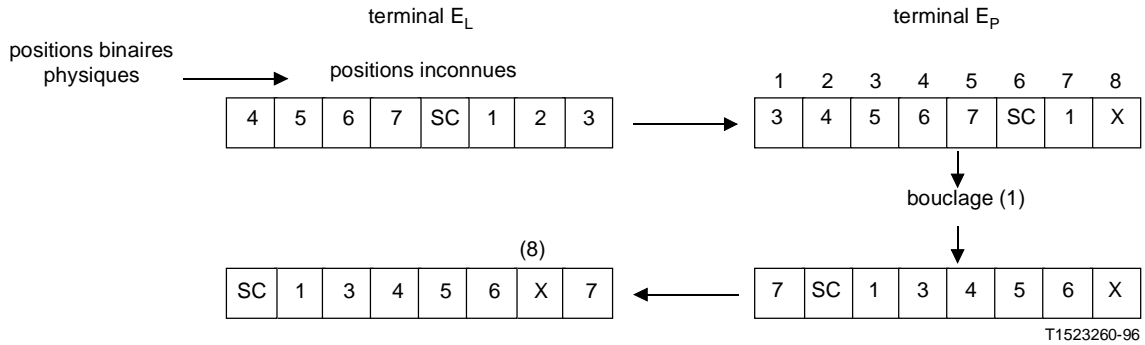 terminal EL
terminal EP
positions binaires
physiques
positions inconnues
1 2 3 4 5 6 7 8
4 5 6 7 SC 1 2 3
3 4 5 6 7 SC 1 X
bouclage (1)
(8)
SC 1 3 4 5 6 X 7
7 SC 1 3 4 5 6 X
T1523260-96